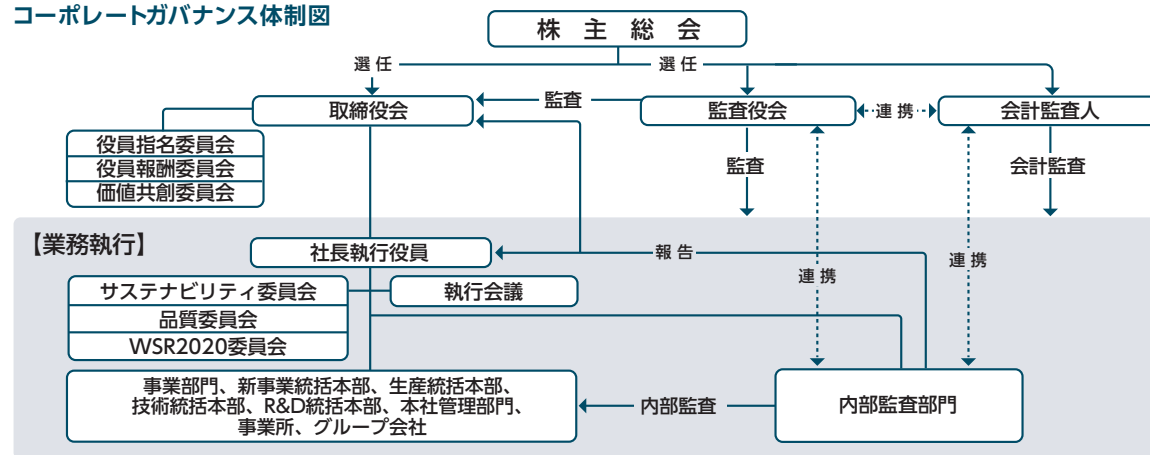 コーポレートガバナンス体制図
株主総会
選任
選任
取締役会
監査
監査役会
連携
会計監査人
役員指名委員会
役員報酬委員会
価値共創委員会
監査
会計監査
【業務執行】
社長執行役員
報告
連携
連携
サステナビリティ委員会
執行会議
品質委員会
WSR2020委員会
事業部門、新事業統括本部、生産統括本部、
技術統括本部、R&D統括本部、本社管理部門、
事業所、グループ会社
内部監査
内部監査部門